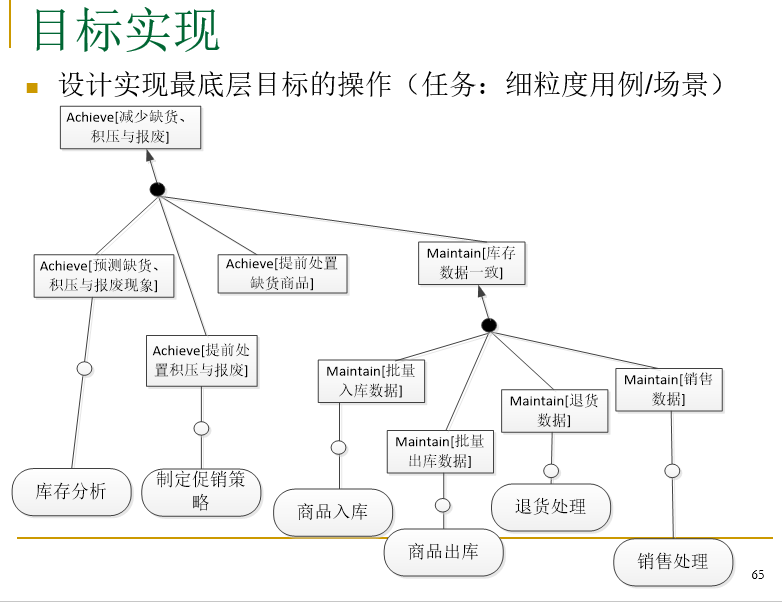 目标实现
设计实现最底层目标的操作（任务：细粒度用例/场景）
Achieve[减少缺货、
积压与报废]
Achieve[预测缺货、
积压与报废现象]
Achieve[提前处置
缺货商品]
Maintain[库存
数据一致]
Achieve[提前处
置积压与报废]
Maintain[批量
入库数据]
Maintain[批量
出库数据]
Maintain[退货
数据]
Maintain[销售
数据]
库存分析
制定促销策
略
商品入库
商品出库
退货处理
销售处理
65